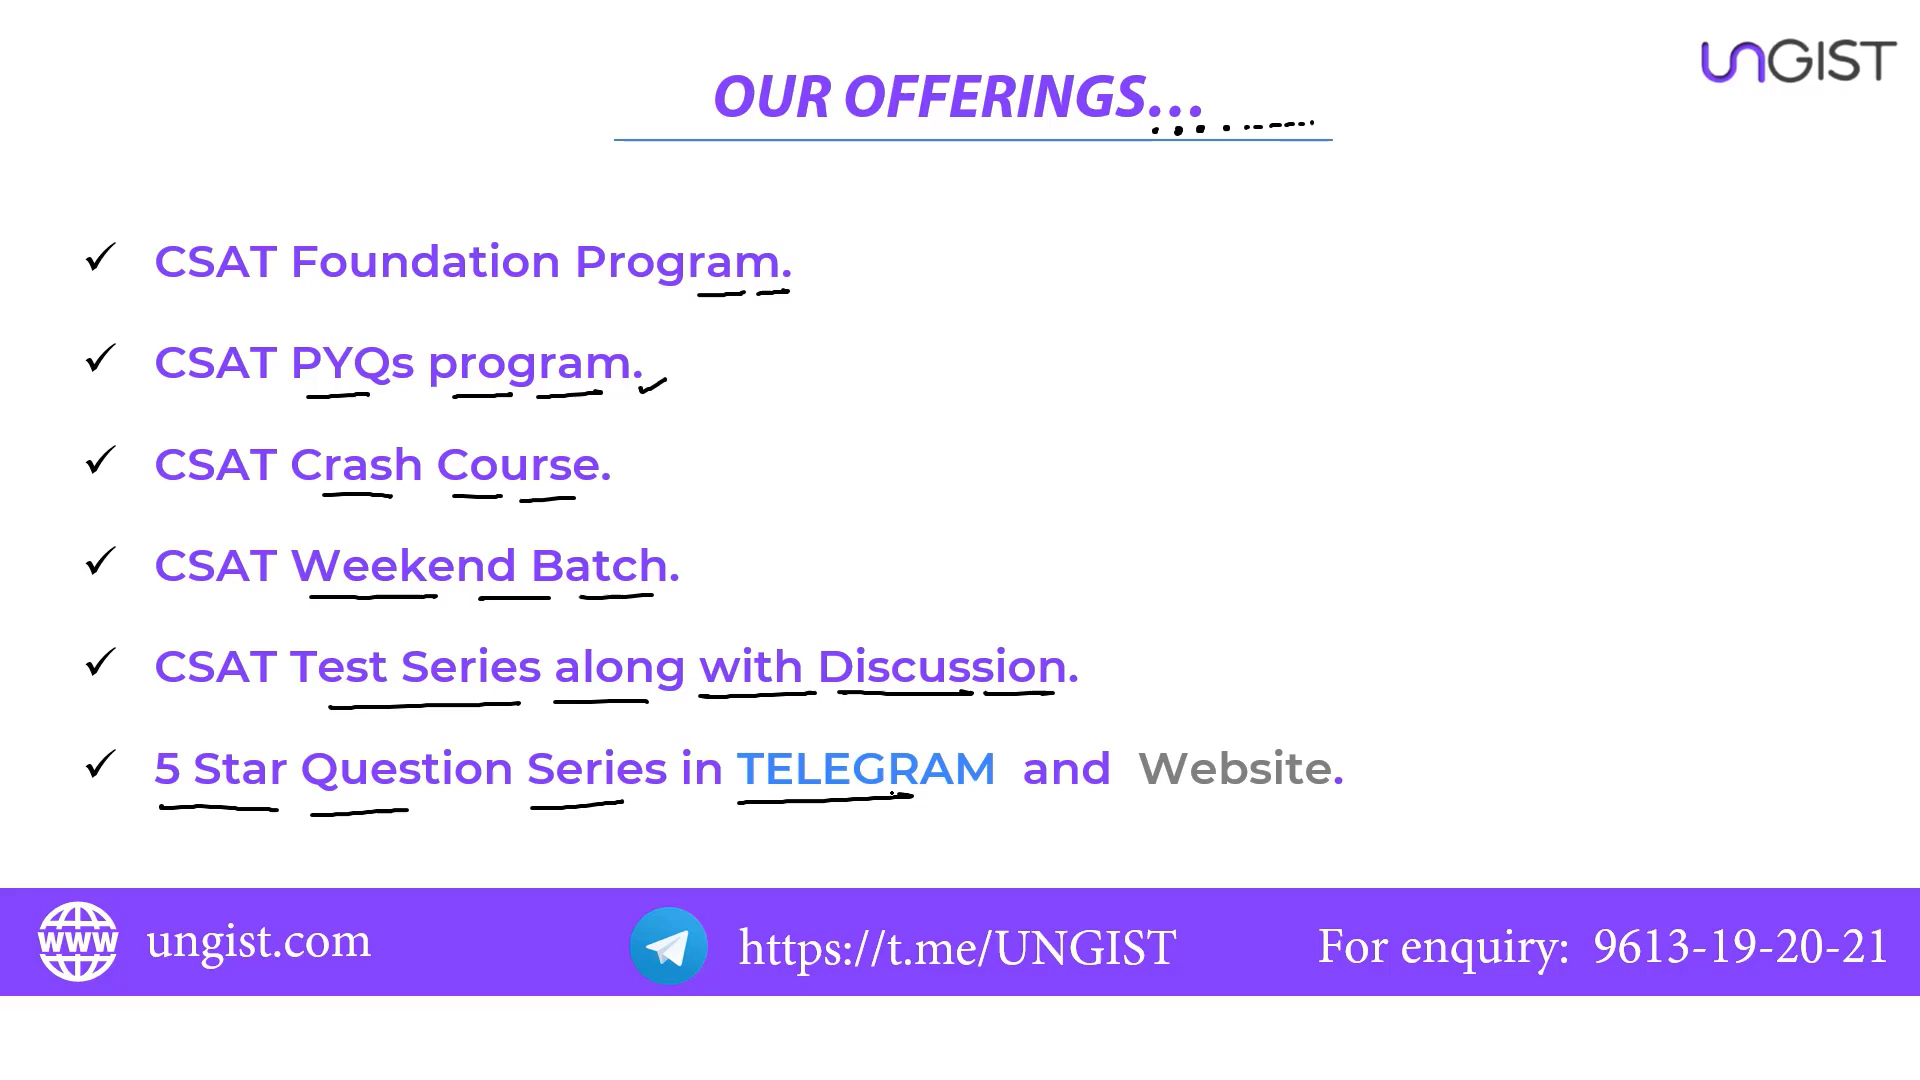 UNGIST
OUR OFFERINGS...
✓ CSAT Foundation Program.
✓ CSAT PYQs program.
✓ CSAT Crash Course.
✓ CSAT Weekend Batch.
✓ CSAT Test Series along with Discussion.
✓ 5 Star Question Series in TELEGRAM and Website.
WWW ungist.com
https://t.me/UNGIST
For enquiry: 9613-19-20-21